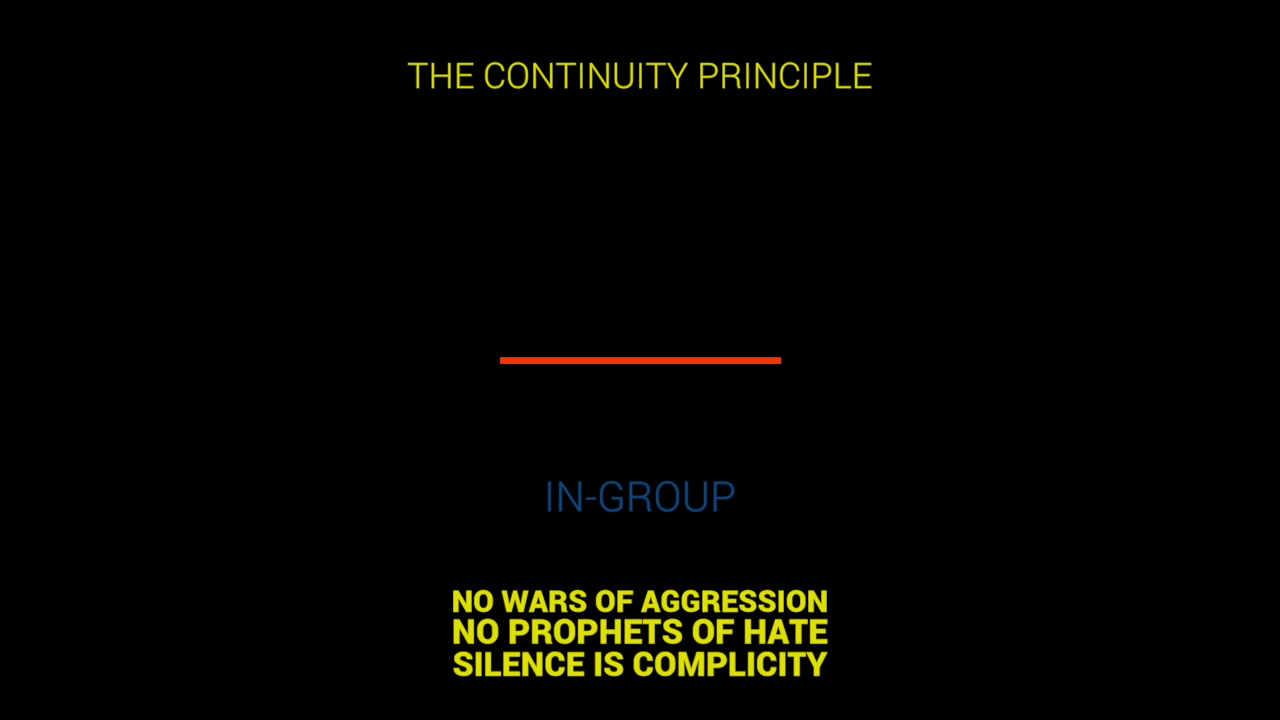 THE CONTINUITY PRINCIPLE
IN-GROUP
NO WARS OF AGGRESSION
NO PROPHETS OF HATE
SILENCE IS COMPLICITY